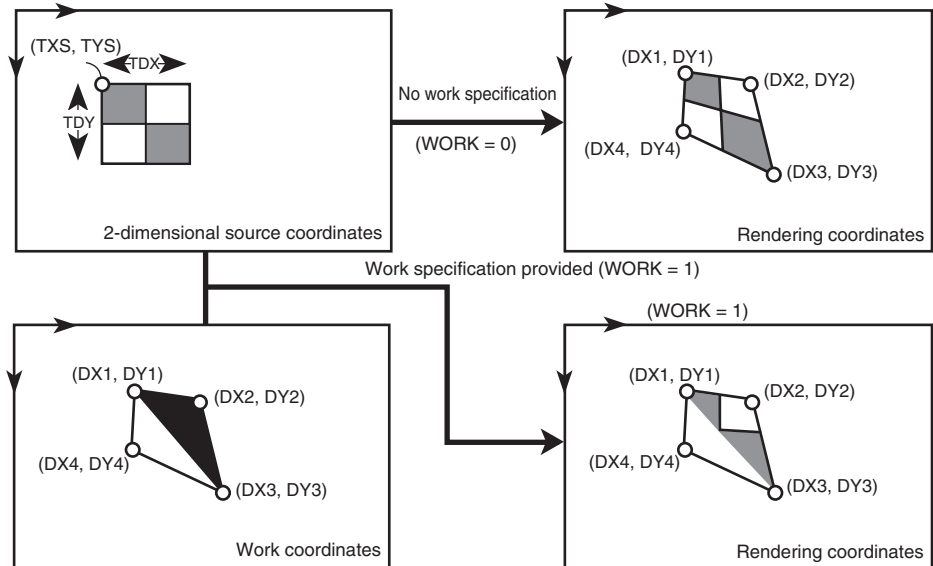 (TXS, TYS)
TDX
TDY
2-dimensional source coordinates
No work specification
(WORK = 0)
(DX1, DY1)
(DX2, DY2)
(DX4, DY4)
(DX3, DY3)
Rendering coordinates
Work specification provided (WORK = 1)
(WORK = 1)
(DX1, DY1)
(DX2, DY2)
(DX4, DY4)
(DX3, DY3)
Work coordinates
(DX1, DY1)
(DX2, DY2)
(DX4, DY4)
(DX3, DY3)
Rendering coordinates